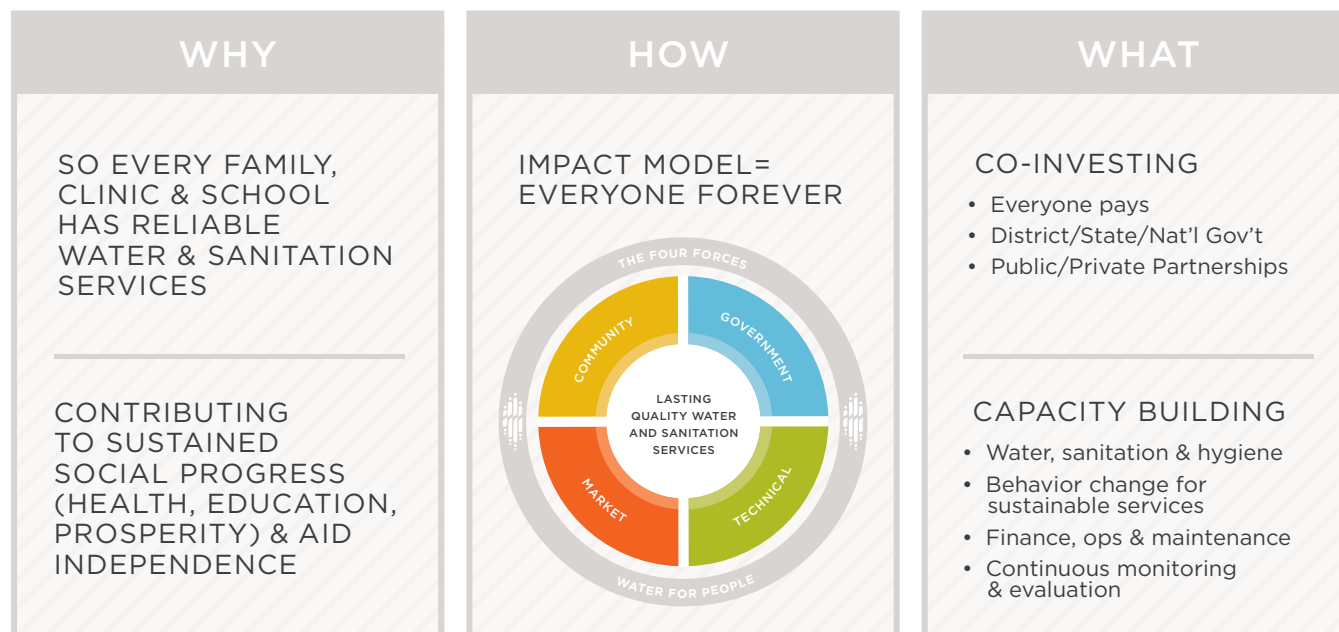 WHY
SO EVERY FAMILY,
CLINIC & SCHOOL
HAS RELIABLE
WATER & SANITATION
SERVICES
CONTRIBUTING
TO SUSTAINED
SOCIAL PROGRESS
(HEALTH, EDUCATION,
PROSPERITY) & AID
INDEPENDENCE
HOW
IMPACT MODEL=
EVERYONE FOREVER
THE FOUR FORCES
COMMUNITY
GOVERNMENT
LASTING
QUALITY WATER
AND SANITATION
SERVICES
MARKET
TECHNICAL
WATER FOR PEOPLE
WHAT
CO-INVESTING
• Everyone pays
• District/State/Nat'l Gov't
• Public/Private Partnerships
CAPACITY BUILDING
• Water, sanitation & hygiene
• Behavior change for
sustainable services
• Finance, ops & maintenance
• Continuous monitoring
& evaluation